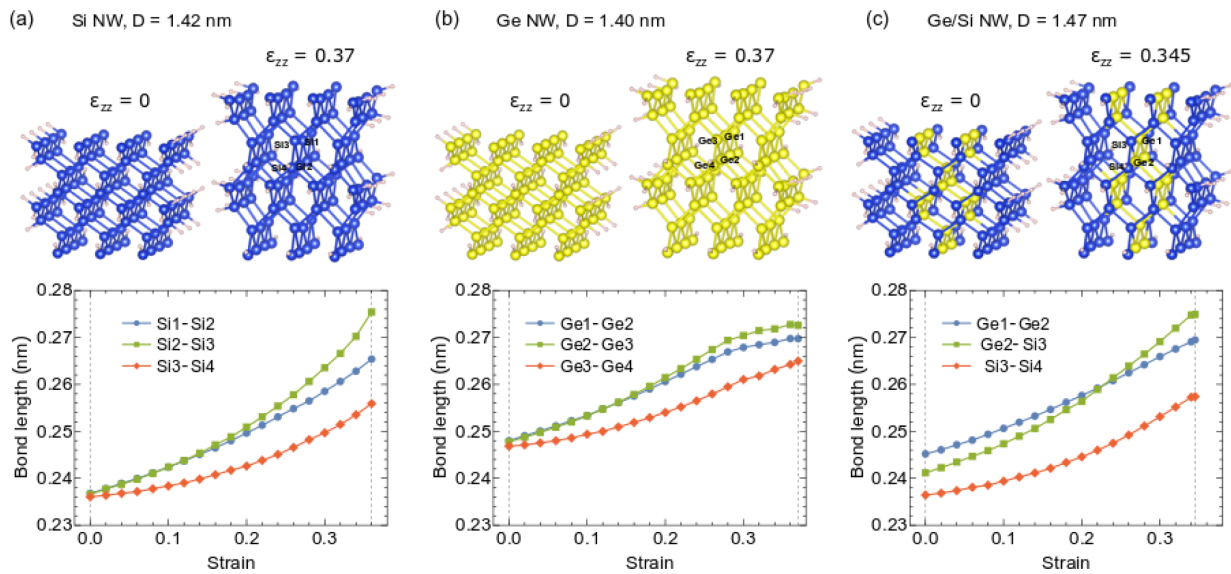 (a) Si NW, D = 1.42 nm
εzz = 0.37
εzz = 0
Si3 Si1
Si4 Si2
0.28
0.27
0.26
0.25
0.24
0.23
Bond length (nm)
Si1-Si2
Si2-Si3
Si3-Si4
0.0 0.1 0.2 0.3
Strain
(b) Ge NW, D = 1.40 nm
εzz = 0.37
εzz = 0
Ge3 Ge1
Ge4 Ge2
0.28
0.27
0.26
0.25
0.24
0.23
Bond length (nm)
Ge1-Ge2
Ge2-Ge3
Ge3-Ge4
0.0 0.1 0.2 0.3
Strain
(c) Ge/Si NW, D = 1.47 nm
εzz = 0.345
εzz = 0
Si3 Ge1
Si4 Ge2
0.28
0.27
0.26
0.25
0.24
0.23
Bond length (nm)
Ge1-Ge2
Ge2-Si3
Si3-Si4
0.0 0.1 0.2 0.3
Strain